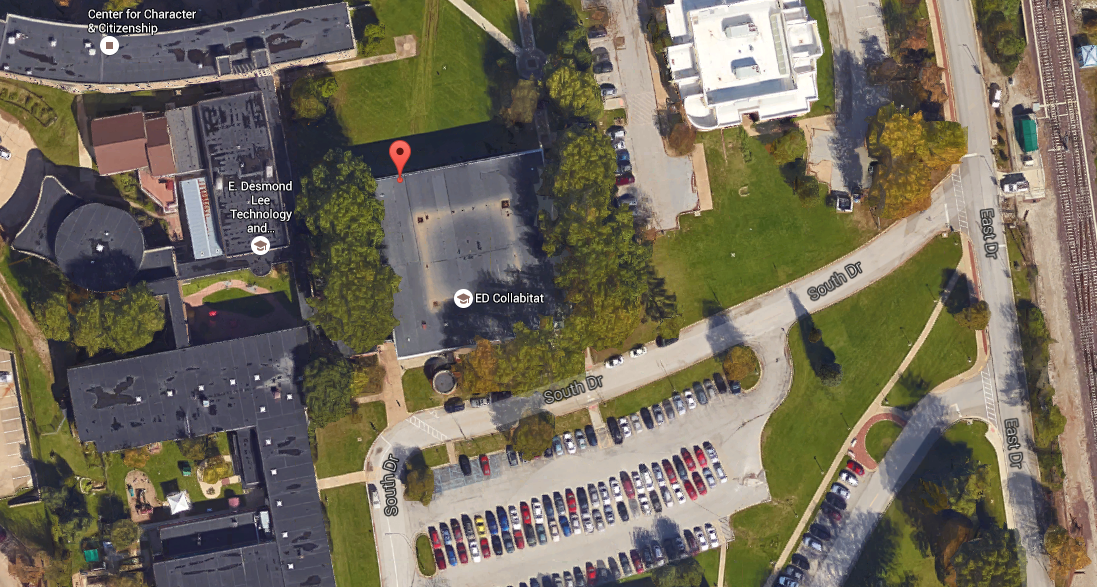 Center for Character
& Citizenship
E. Desmond
Lee
Technology
and...
ED Collabitat
South Dr
East Dr
South Dr
South Dr
East Dr